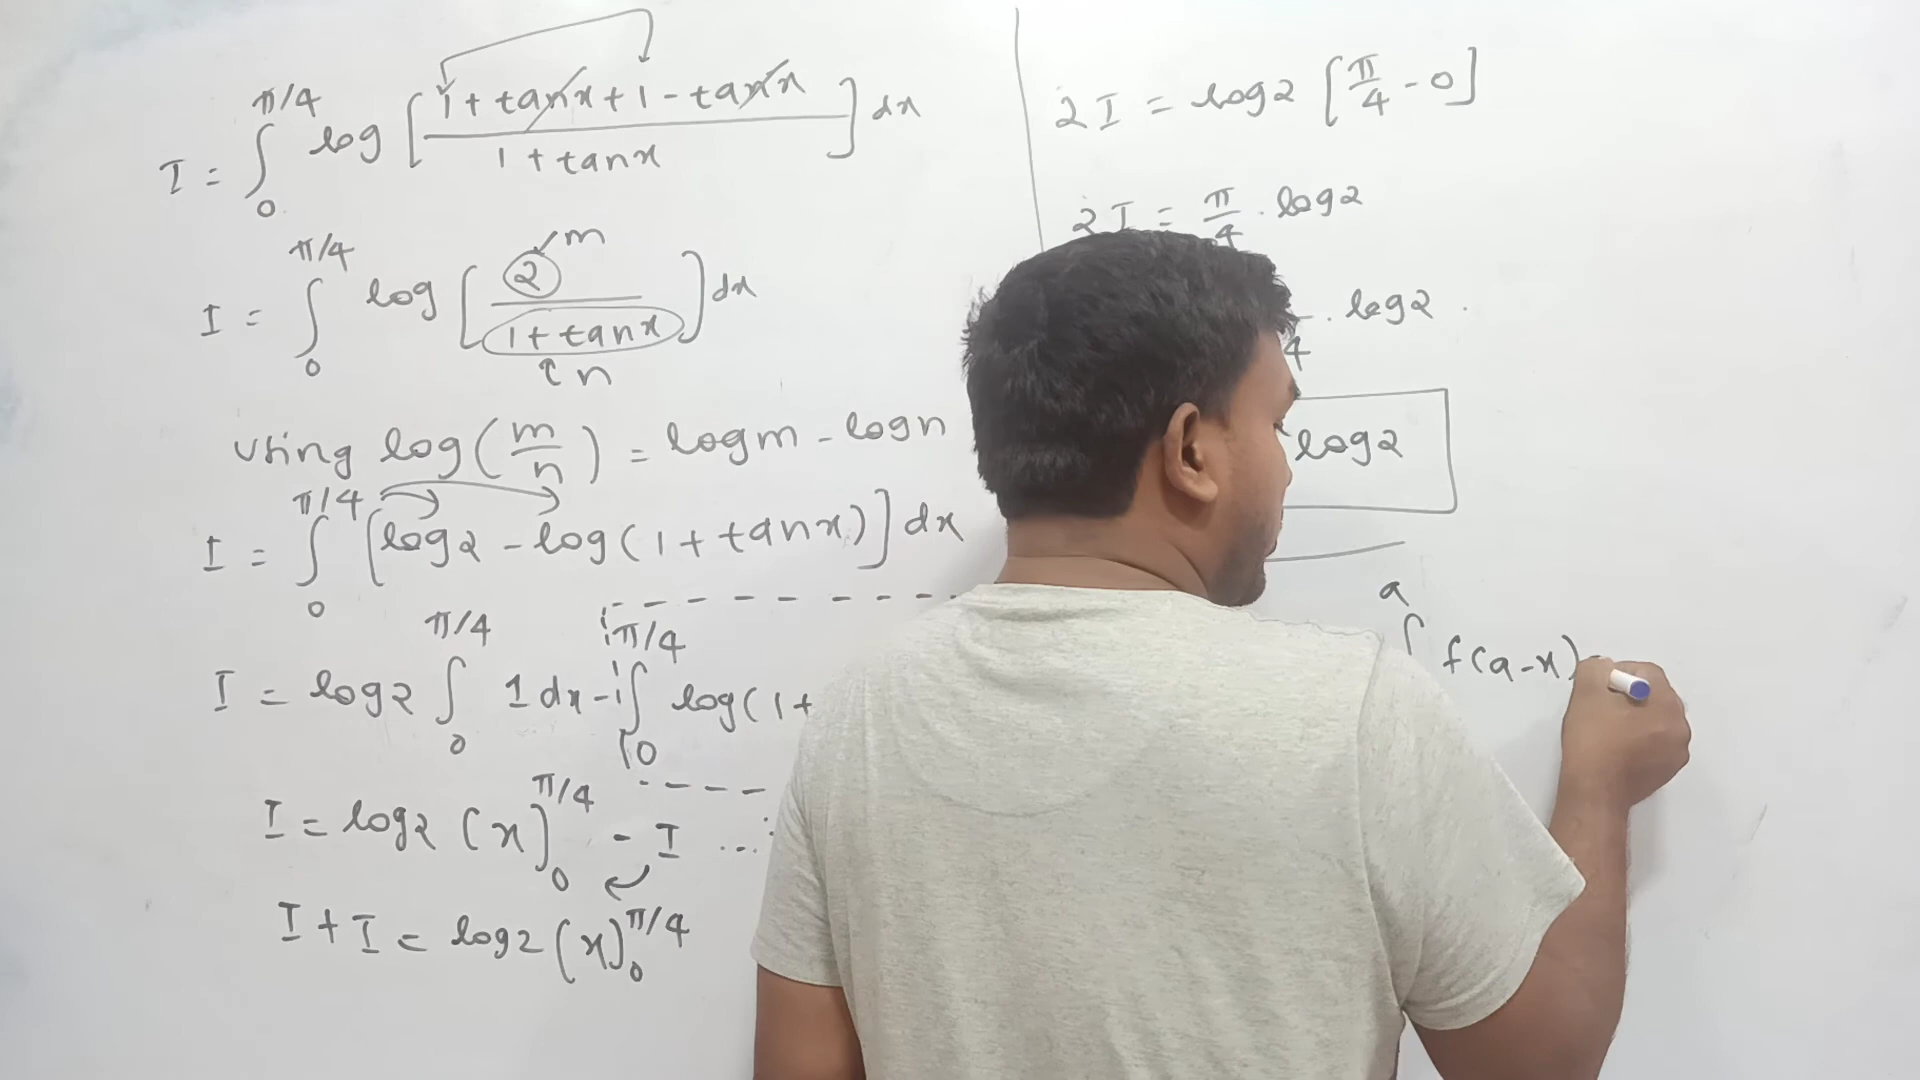 I = ∫₀^π/4 log [ (1 + tanx + 1 - tanx) / (1 + tanx) ] dx
I = ∫₀^π/4 log [ 2 / (1 + tanx) ] dx
m
n
Using log(m/n) = logm - logn
I = ∫₀^π/4 [log2 - log(1 + tanx)] dx
I = log2 ∫₀^π/4 1 dx - ∫₀^π/4 log(1+
I = log2 (x)₀^π/4 - I ...
I + I = log2 (x)₀^π/4
2I = log2 [π/4 - 0]
2I = π/4 . log2
4 . log2 .
log2
∫^a f(a-x)